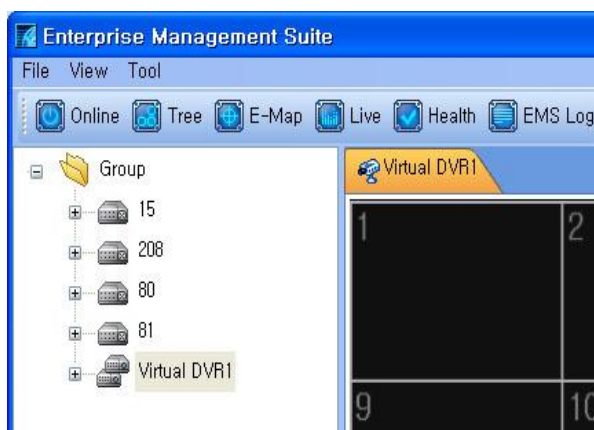 Enterprise Management Suite
File View Tool
Online Tree E-Map Live Health EMS Log
Group
15
208
80
81
Virtual DVR1
Virtual DVR1
1 2
9 10